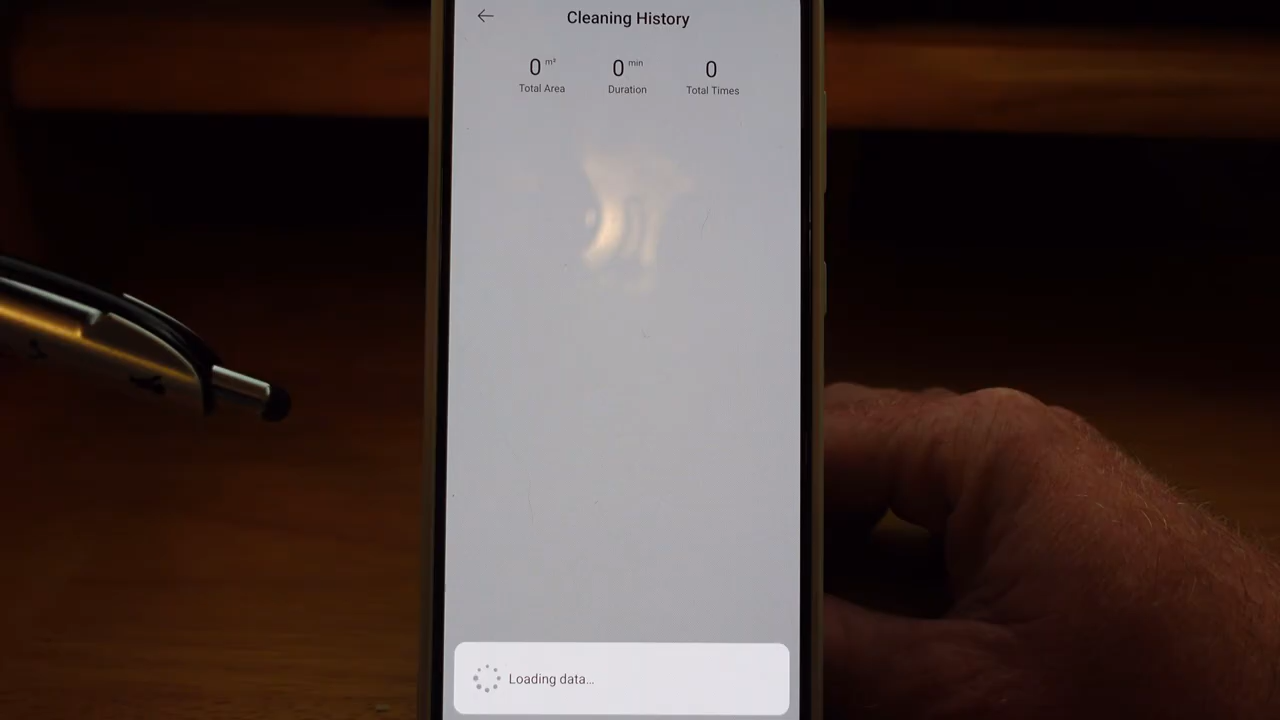 Cleaning History
0 m² 0 min 0
Total Area Duration Total Times
Loading data...